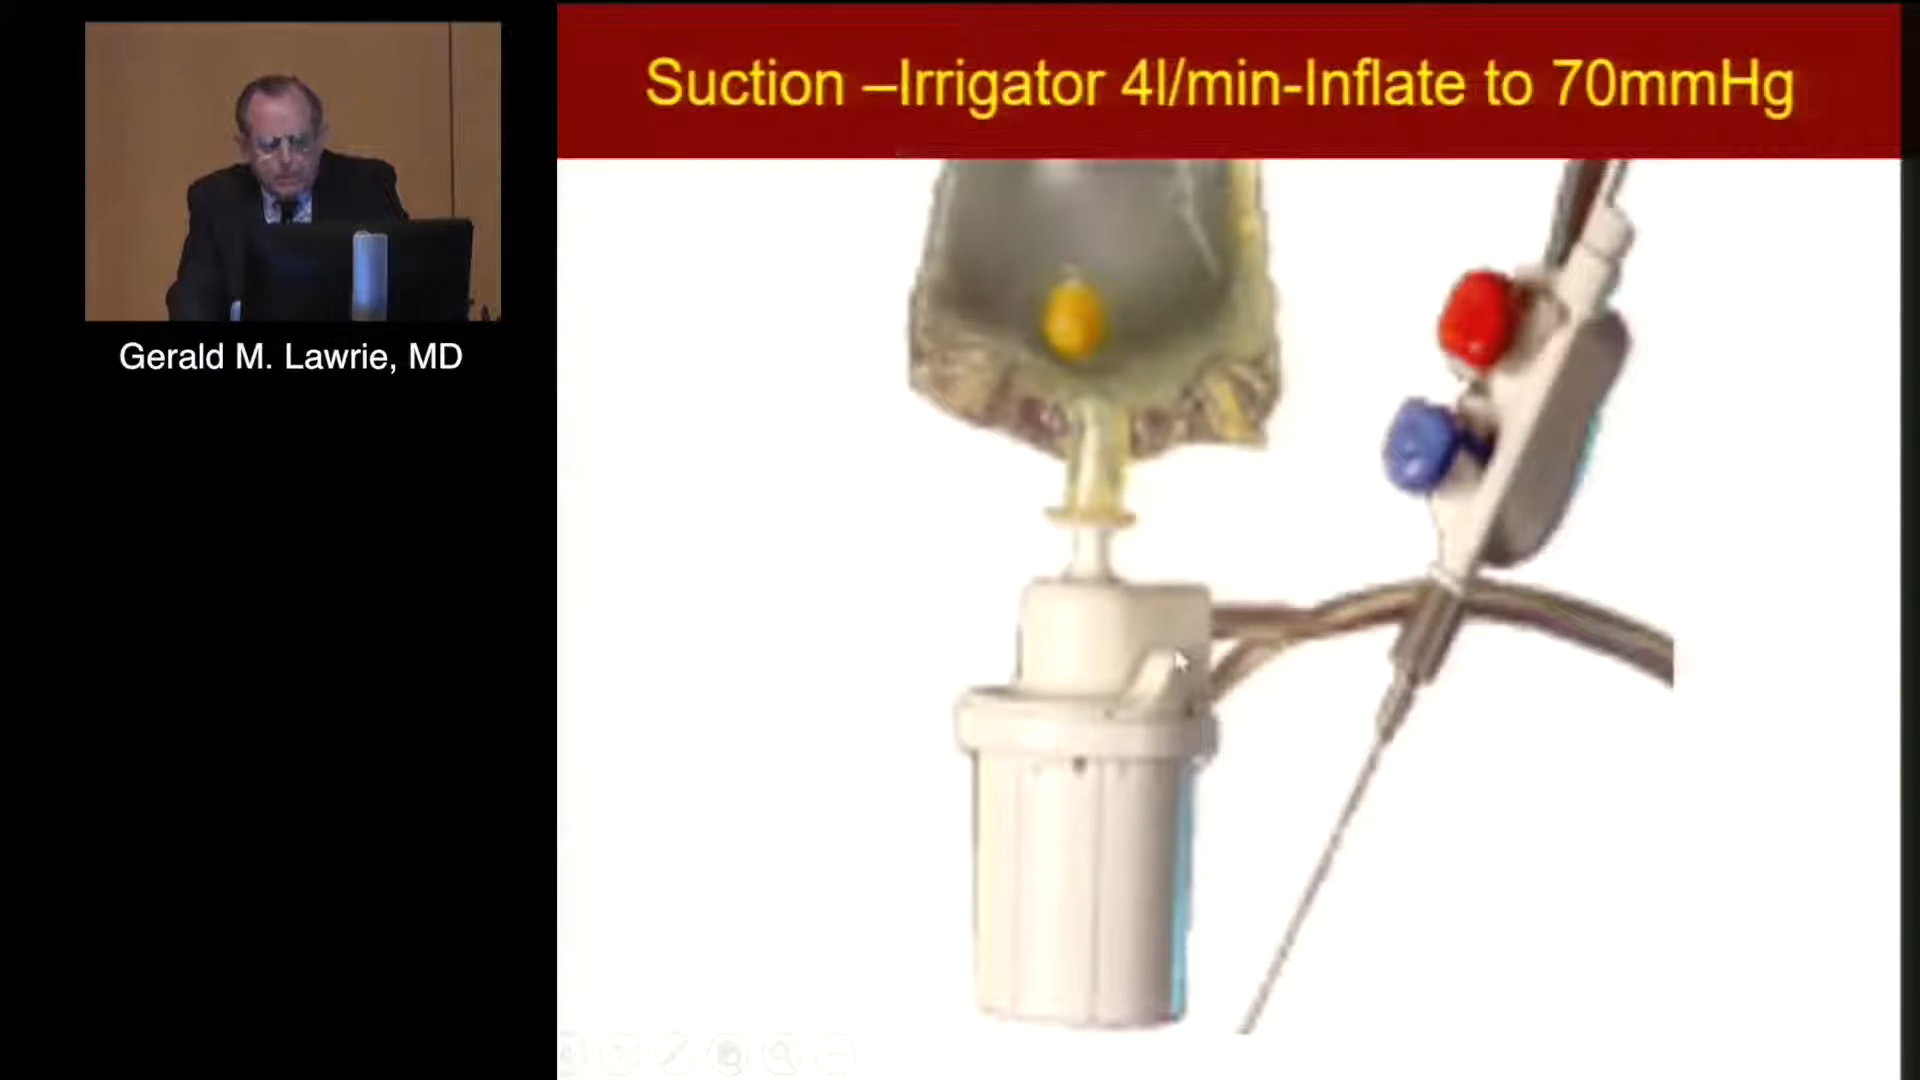 Suction –Irrigator 4l/min-Inflate to 70mmHg
Gerald M. Lawrie, MD